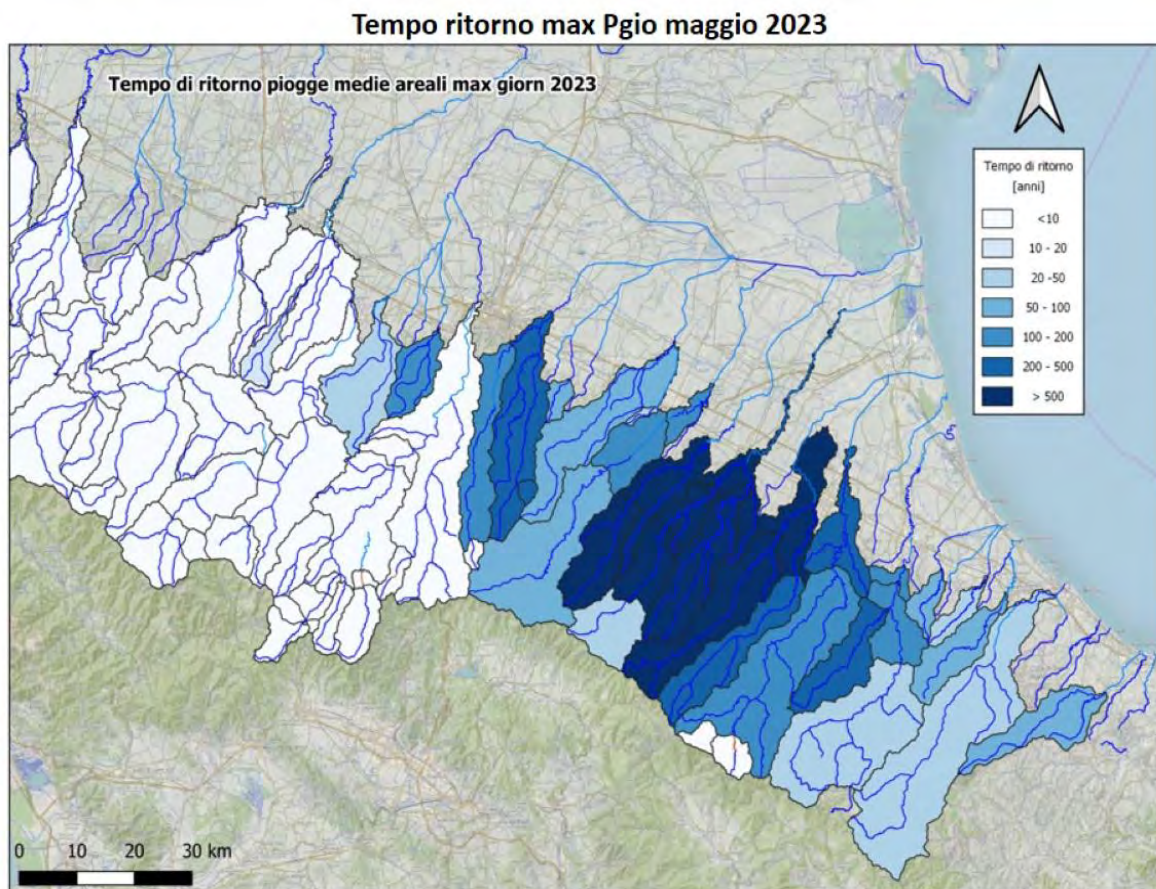 Tempo ritorno max Pgio maggio 2023
Tempo di ritorno piogge medie areali max giorn 2023
Tempo di ritorno
[anni]
<10
10 - 20
20 -50
50 - 100
100 - 200
200 - 500
> 500
0 10 20 30 km